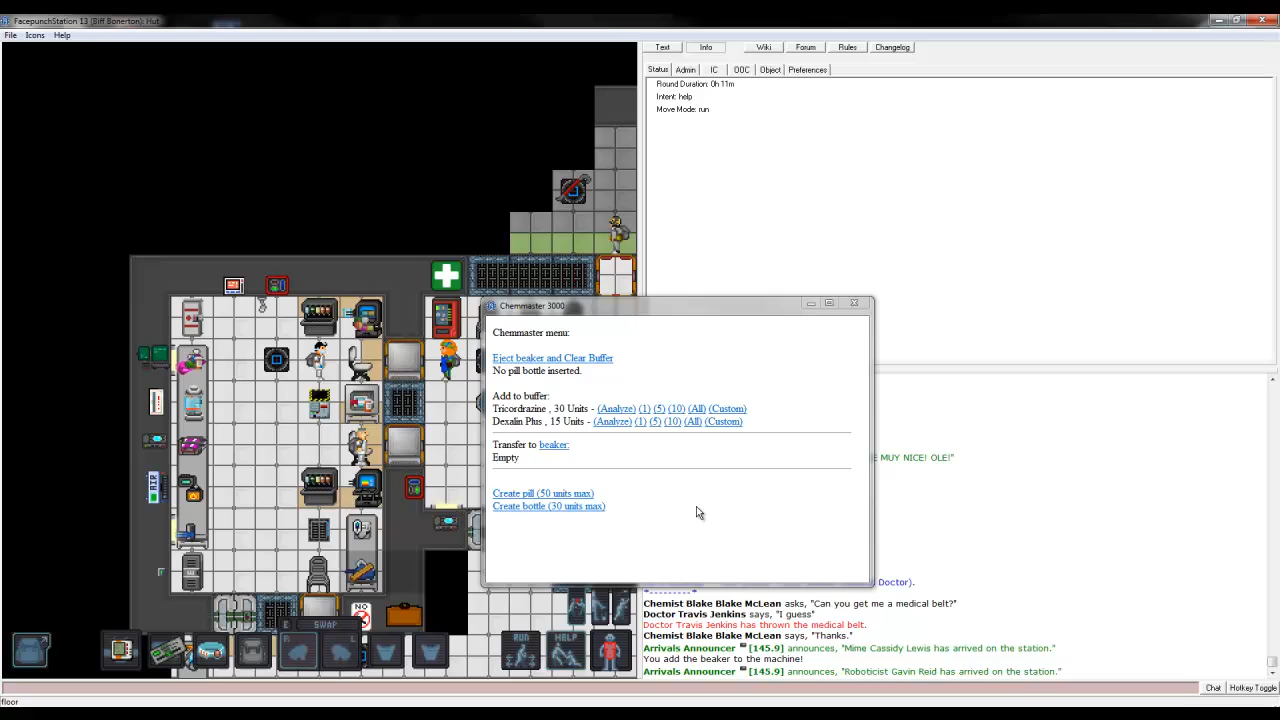 FacepunchStation 13 (Biff Bonerton): Hut
File Icons Help
Text Info Wiki Forum Rules Changelog
Status Admin IC OOC Object Preferences
Round Duration: 0h 11m
Intent: help
Move Mode: run
Chemmaster 3000
Chemmaster menu:
Eject beaker and Clear Buffer
No pill bottle inserted.
Add to buffer:
Tricordrazine , 30 Units - (Analyze) (1) (5) (10) (All) (Custom)
Dexalin Plus , 15 Units - (Analyze) (1) (5) (10) (All) (Custom)
Transfer to beaker:
Empty
Create pill (50 units max)
Create bottle (30 units max)
MUY NICE! OLE!"
Doctor).
*---------*
Chemist Blake Blake McLean asks, "Can you get me a medical belt?"
Doctor Travis Jenkins says, "I guess"
Doctor Travis Jenkins has thrown the medical belt.
Chemist Blake Blake McLean says, "Thanks."
Arrivals Announcer [145.9] announces, "Mime Cassidy Lewis has arrived on the station."
You add the beaker to the machine!
Arrivals Announcer [145.9] announces, "Roboticist Gavin Reid has arrived on the station."
AIR
NO
SWAP
R L
RUN HELP
Chat Hotkey Toggle
floor